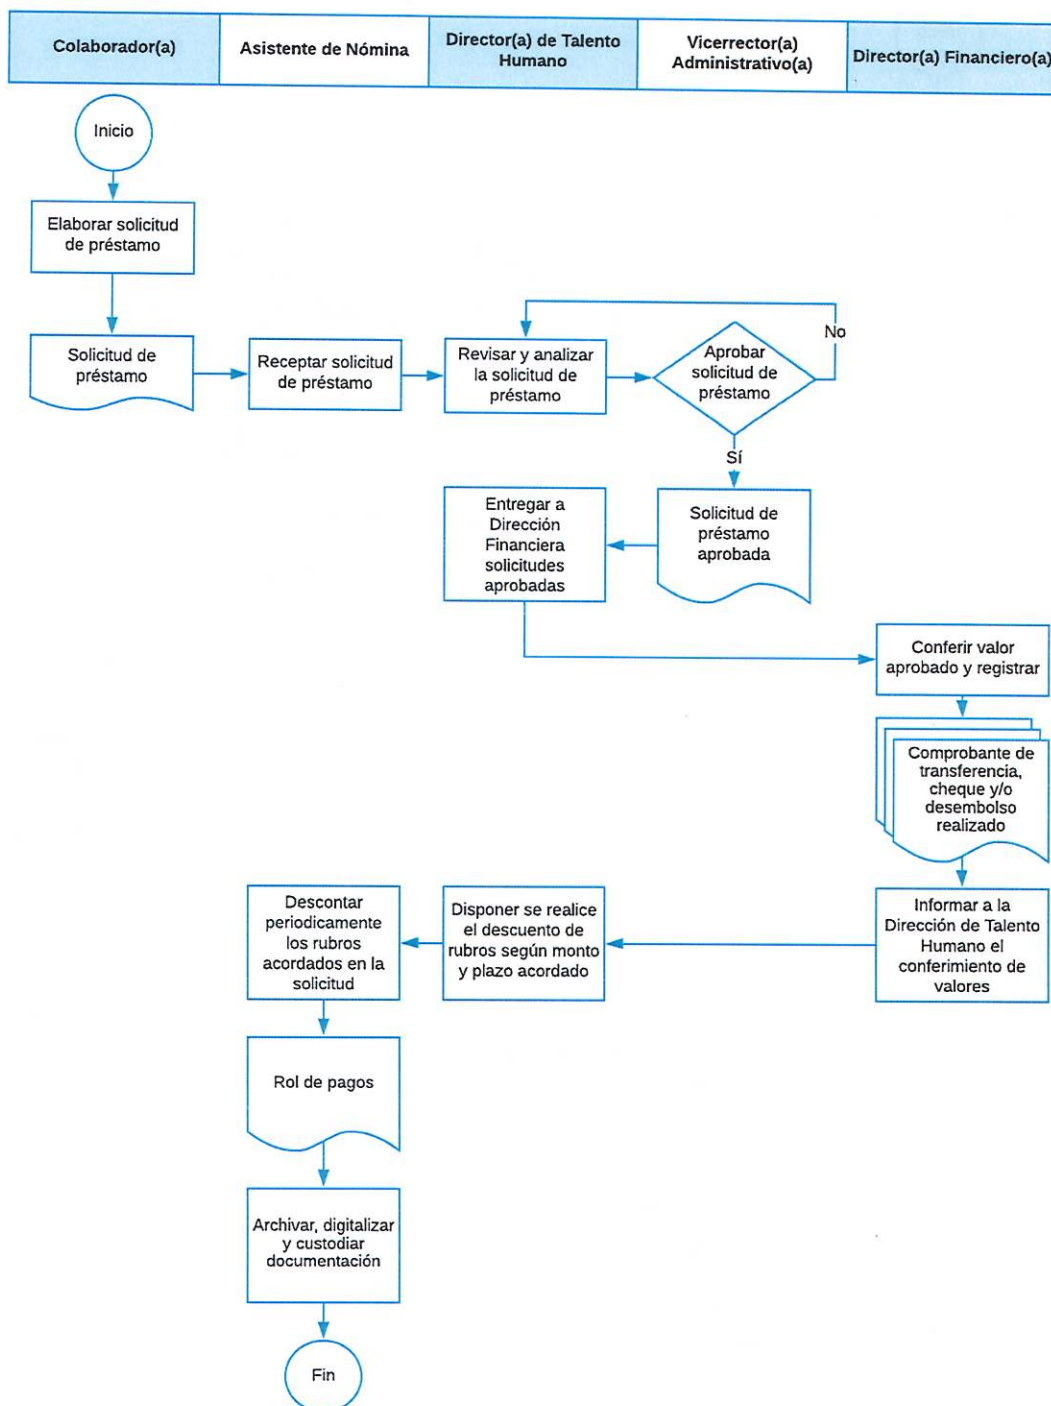 Colaborador(a)
Asistente de Nómina
Director(a) de Talento
Humano
Vicerrector(a)
Administrativo(a)
Director(a) Financiero(a)
Inicio
Elaborar solicitud
de préstamo
Solicitud de
préstamo
Receptar solicitud
de préstamo
Revisar y analizar
la solicitud de
préstamo
Aprobar
solicitud de
préstamo
No
Sí
Entregar a
Dirección
Financiera
solicitudes
aprobadas
Solicitud de
préstamo
aprobada
Conferir valor
aprobado y registrar
Comprobante de
transferencia,
cheque y/o
desembolso
realizado
Descontar
periodicamente
los rubros
acordados en la
solicitud
Disponer se realice
el descuento de
rubros según monto
y plazo acordado
Informar a la
Dirección de Talento
Humano el
conferimiento de
valores
Rol de pagos
Archivar, digitalizar
y custodiar
documentación
Fin